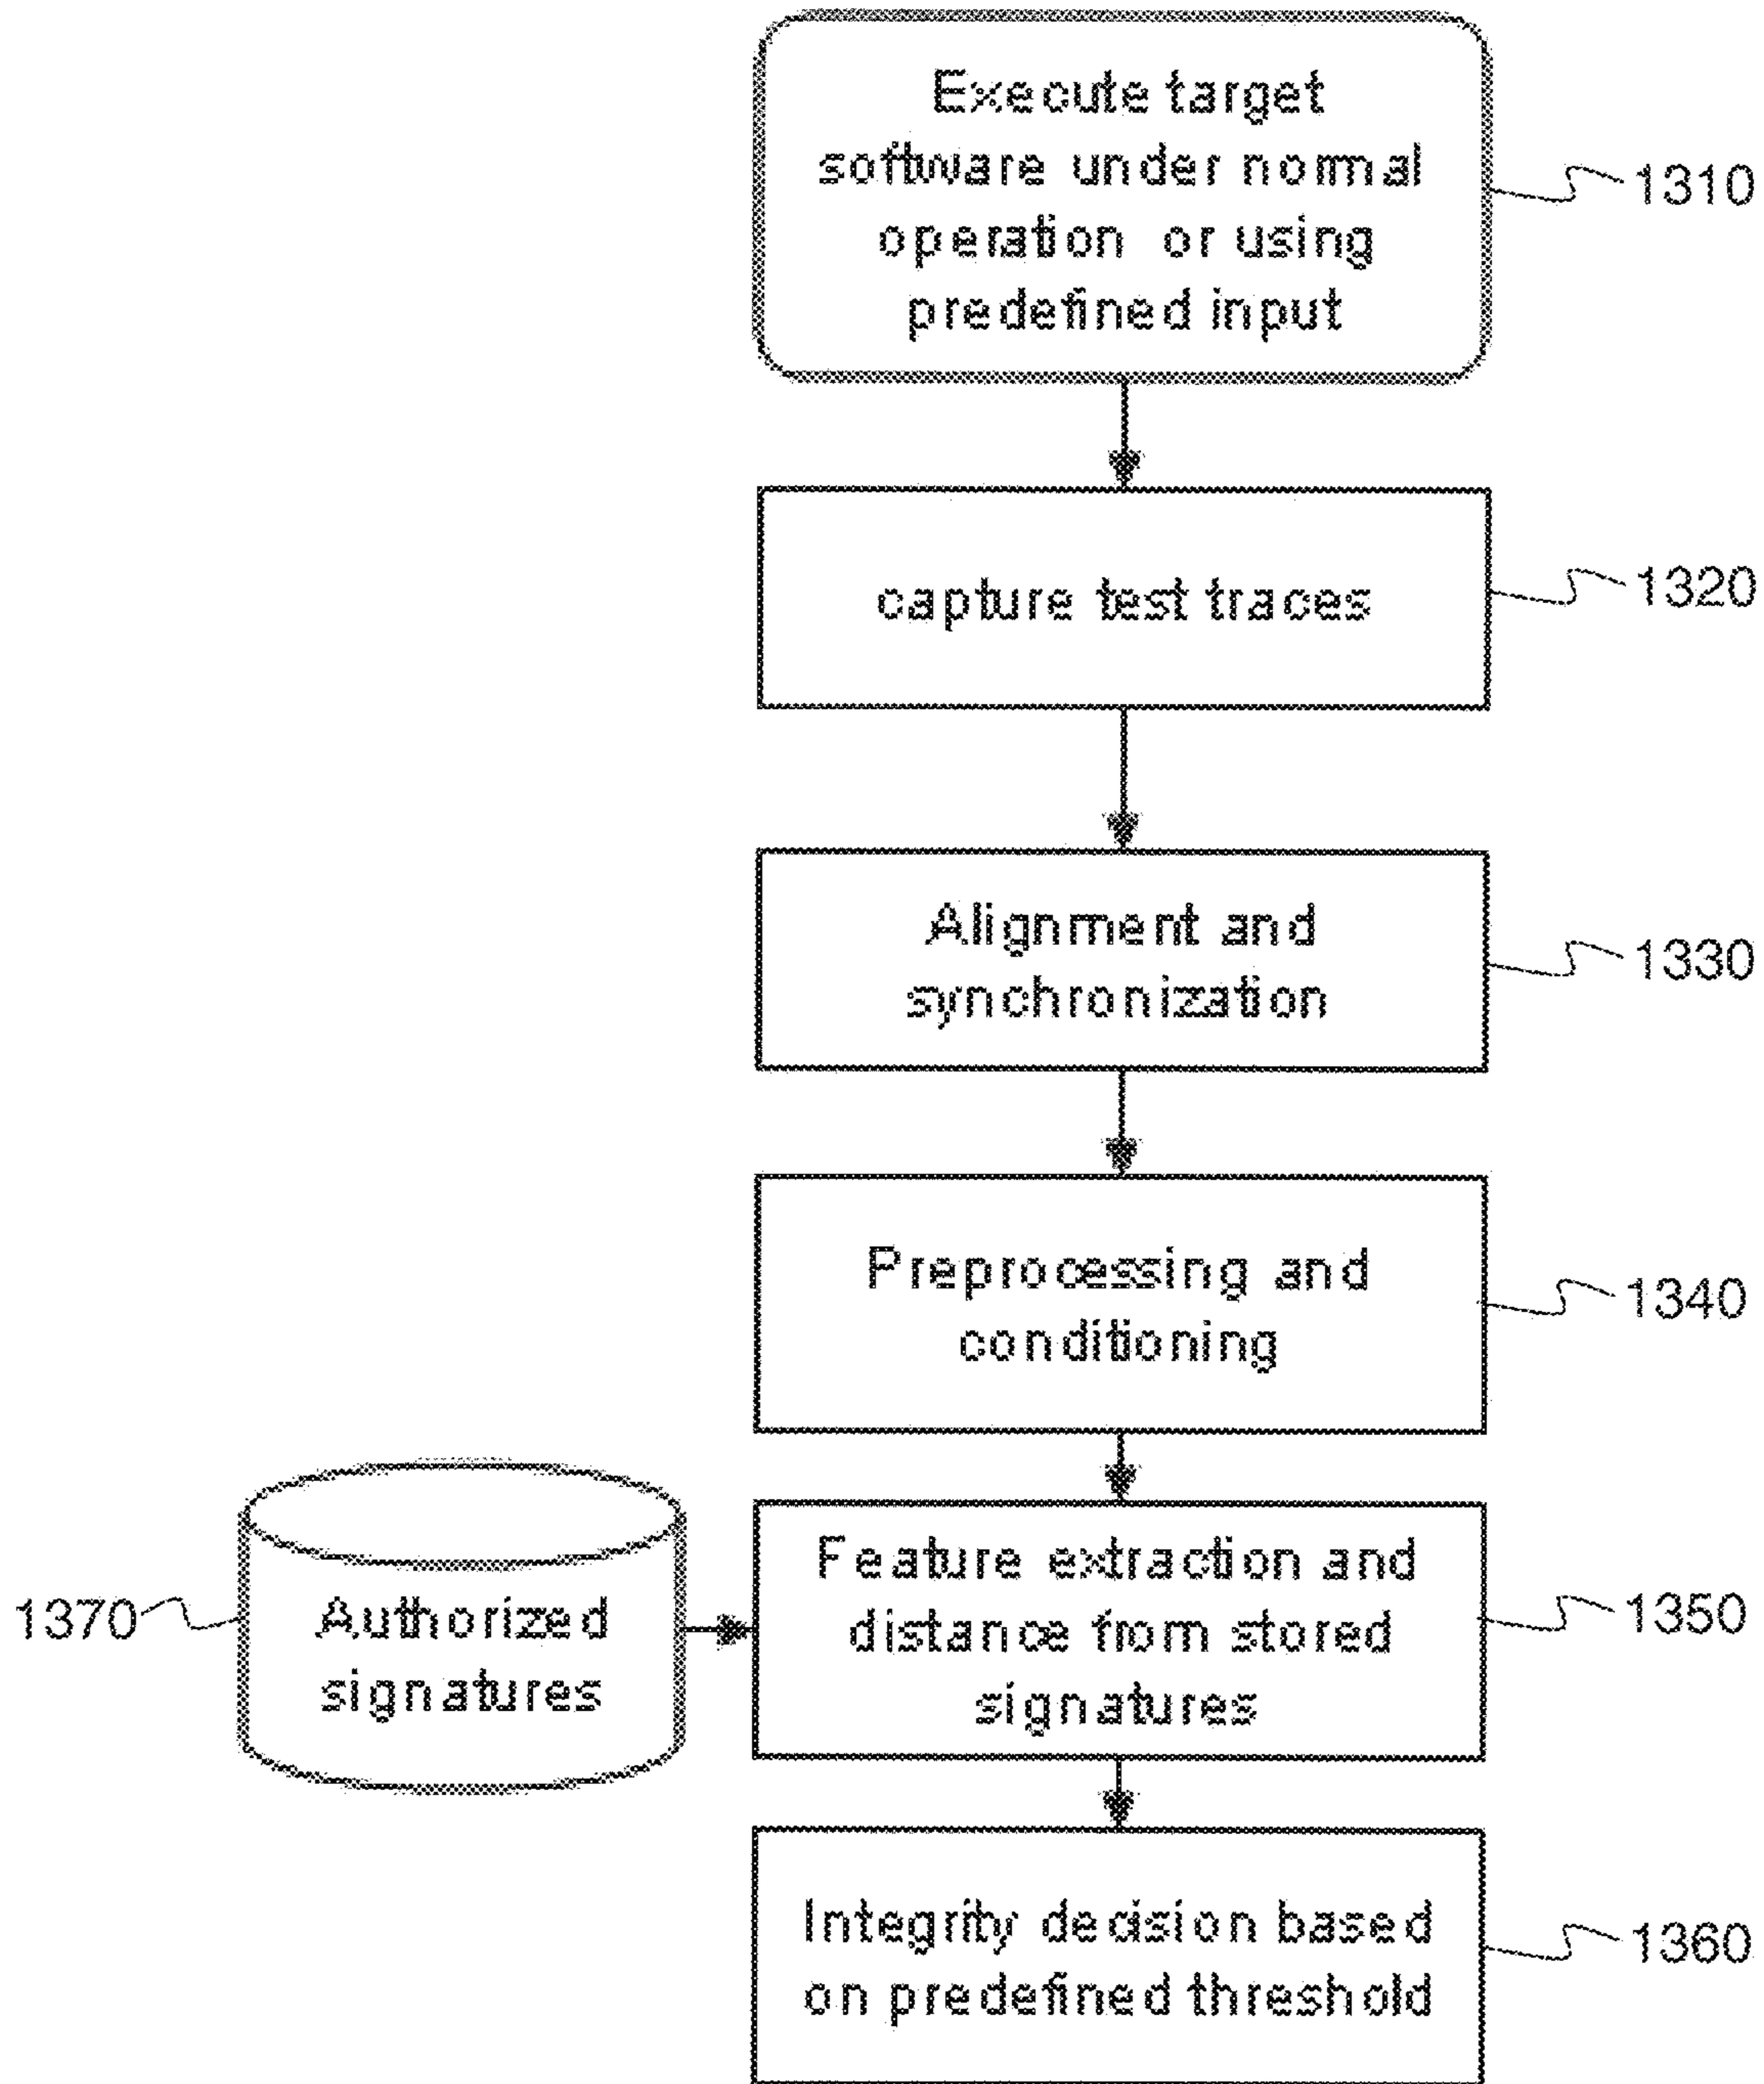 Execute target
software under normal
operation or using
predefined input
1310
capture test traces
1320
Alignment and
synchronization
1330
Preprocessing and
conditioning
1340
Feature extraction and
distance from stored
signatures
1350
Authorized
signatures
1370
Integrity decision based
on predefined threshold
1360